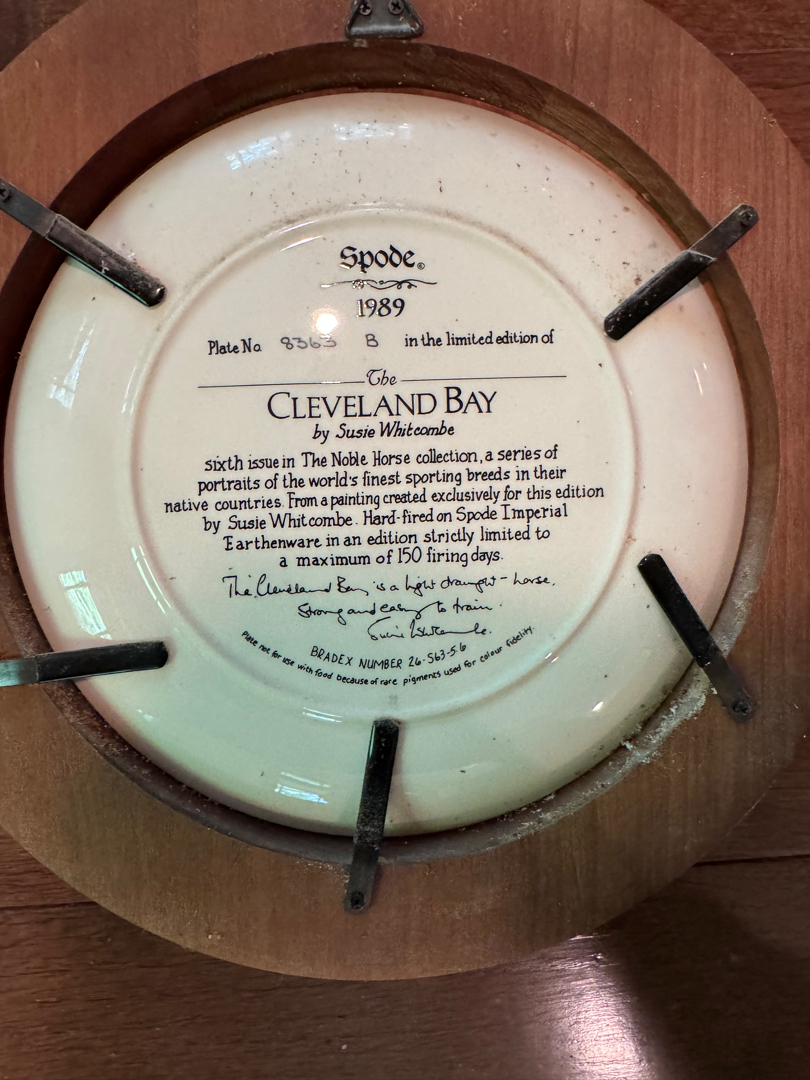 Spode®
1989
Plate No 8363 B in the limited edition of
The
CLEVELAND BAY
by Susie Whitcombe
sixth issue in The Noble Horse collection, a series of
portraits of the world's finest sporting breeds in their
native countries. From a painting created exclusively for this edition
by Susie Whitcombe. Hard-fired on Spode Imperial
Earthenware in an edition strictly limited to
a maximum of 150 firing days.
The Cleveland Bay is a light draught-horse,
strong and easy to train.
Susie Whitcombe.
BRADEX NUMBER 26-S63-5.6
Plate not for use with food because of rare pigments used for colour fidelity.